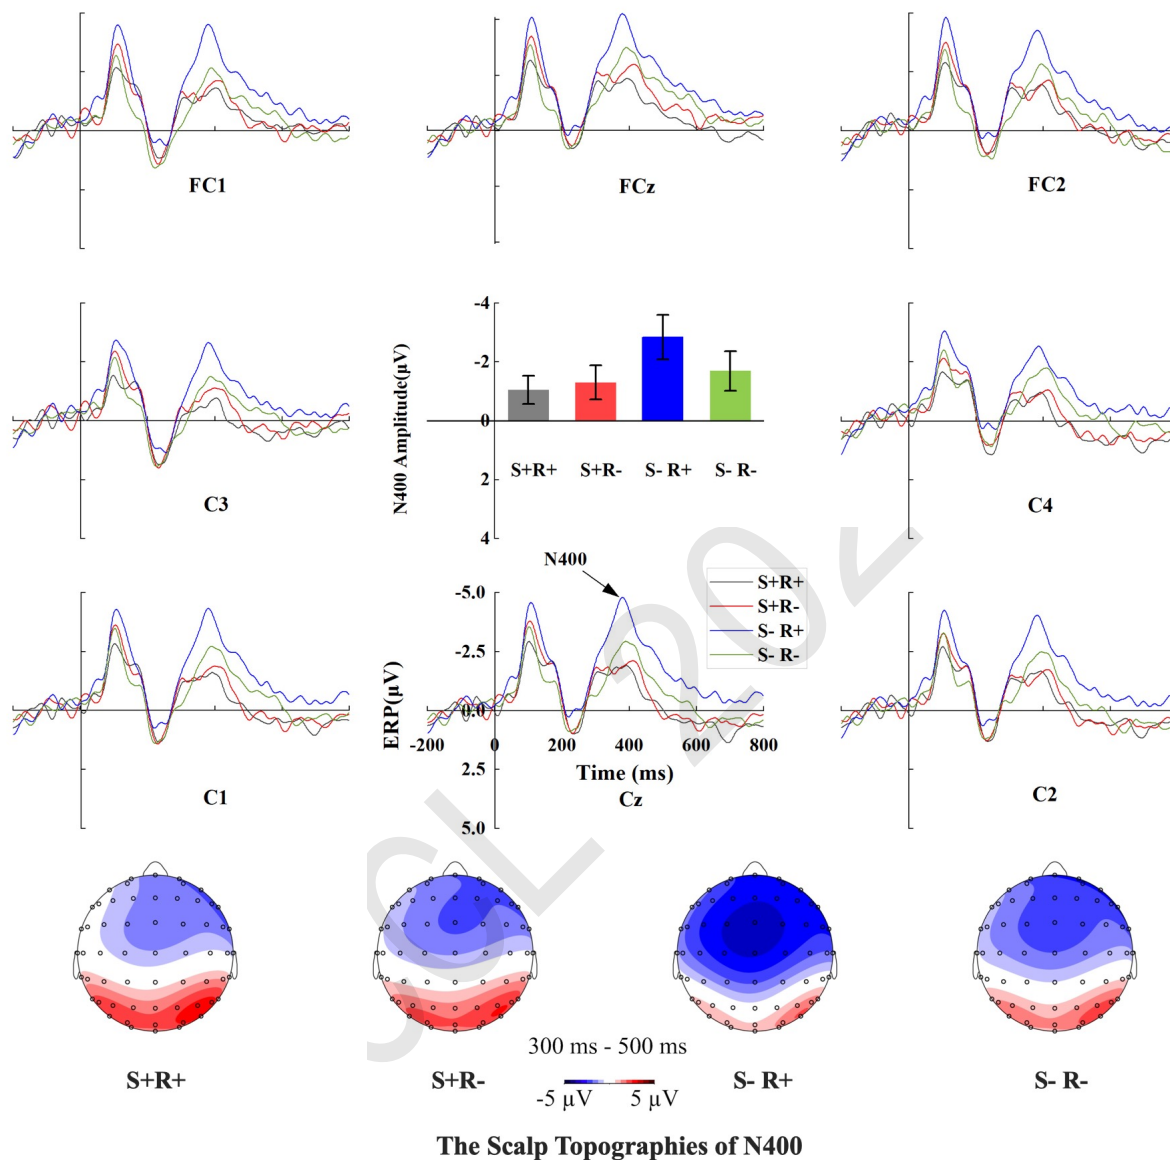 FC1
FCz
FC2
N400 Amplitude(μV)
-4
-2
0
2
4
S+R+
S+R-
S- R+
S- R-
C3
C4
N400
S+R+
S+R-
S- R+
S- R-
ERP(μV)
-5.0
-2.5
0.0
2.5
5.0
-200
0
200
400
600
800
Time (ms)
C1
Cz
C2
300 ms - 500 ms
S+R+
S+R-
S- R+
S- R-
-5 μV
5 μV
The Scalp Topographies of N400